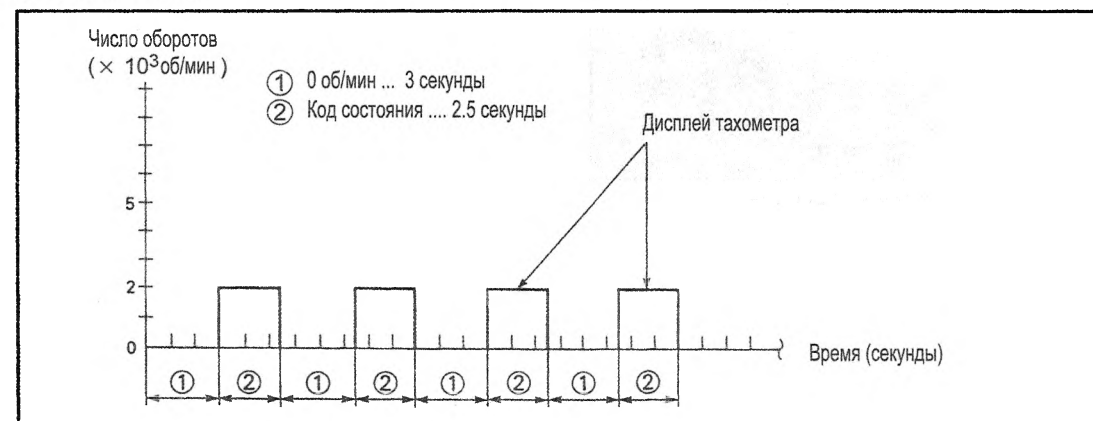 Число оборотов
(× 10³об/мин)
① 0 об/мин ... 3 секунды
② Код состояния .... 2.5 секунды
Дисплей тахометра
5
2
0
Время (секунды)
① ② ① ② ① ② ① ②